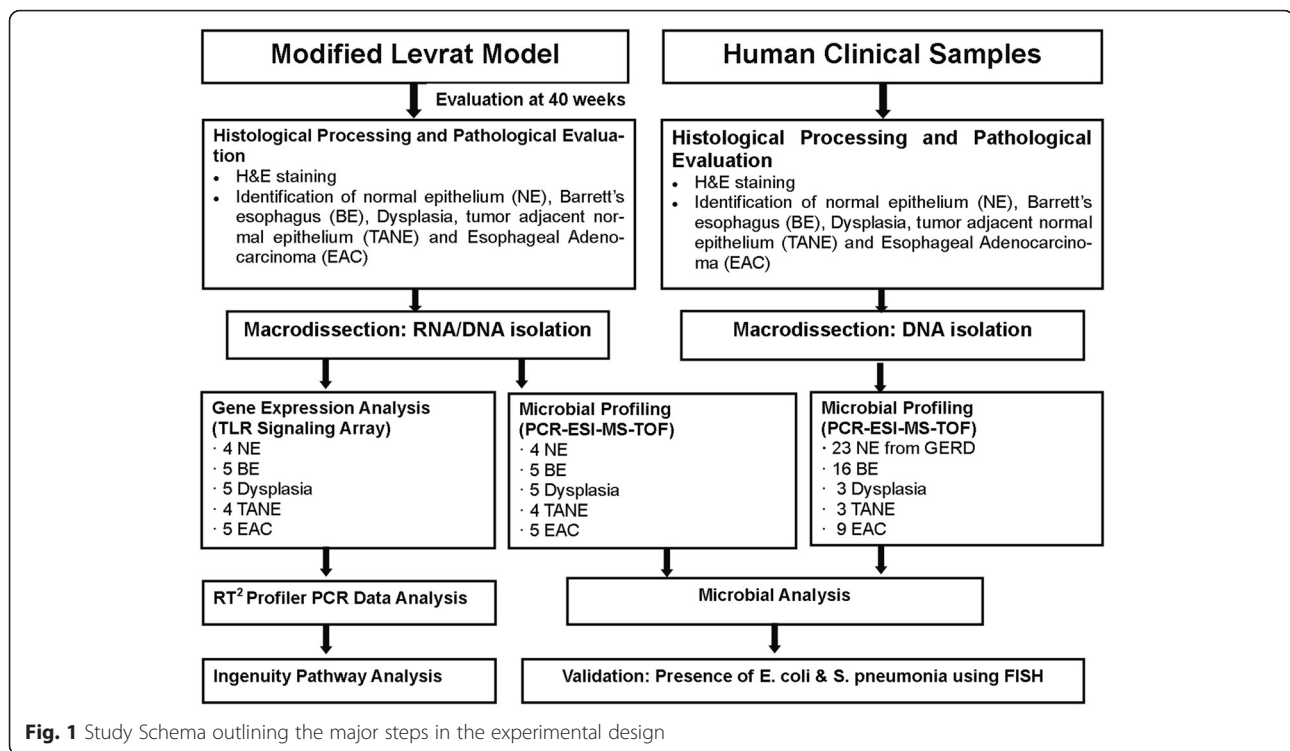 Modified Levrat Model
Human Clinical Samples
Evaluation at 40 weeks
Histological Processing and Pathological Evalua-
tion
• H&E staining
• Identification of normal epithelium (NE), Barrett's
esophagus (BE), Dysplasia, tumor adjacent nor-
mal epithelium (TANE) and Esophageal Adeno-
carcinoma (EAC)
Histological Processing and Pathological
Evaluation
• H&E staining
• Identification of normal epithelium (NE), Barrett's
esophagus (BE), Dysplasia, tumor adjacent normal
epithelium (TANE) and Esophageal Adenocarcino-
ma (EAC)
Macrodissection: RNA/DNA isolation
Macrodissection: DNA isolation
Gene Expression Analysis
(TLR Signaling Array)
· 4 NE
· 5 BE
· 5 Dysplasia
· 4 TANE
· 5 EAC
Microbial Profiling
(PCR-ESI-MS-TOF)
· 4 NE
· 5 BE
· 5 Dysplasia
· 4 TANE
· 5 EAC
Microbial Profiling
(PCR-ESI-MS-TOF)
· 23 NE from GERD
· 16 BE
· 3 Dysplasia
· 3 TANE
· 9 EAC
RT² Profiler PCR Data Analysis
Microbial Analysis
Ingenuity Pathway Analysis
Validation: Presence of E. coli & S. pneumonia using FISH
Fig. 1 Study Schema outlining the major steps in the experimental design